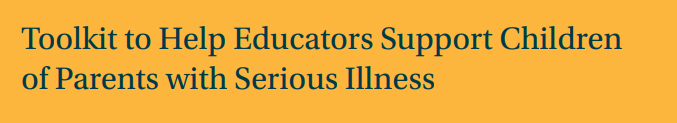 Toolkit to Help Educators Support Children
of Parents with Serious Illness